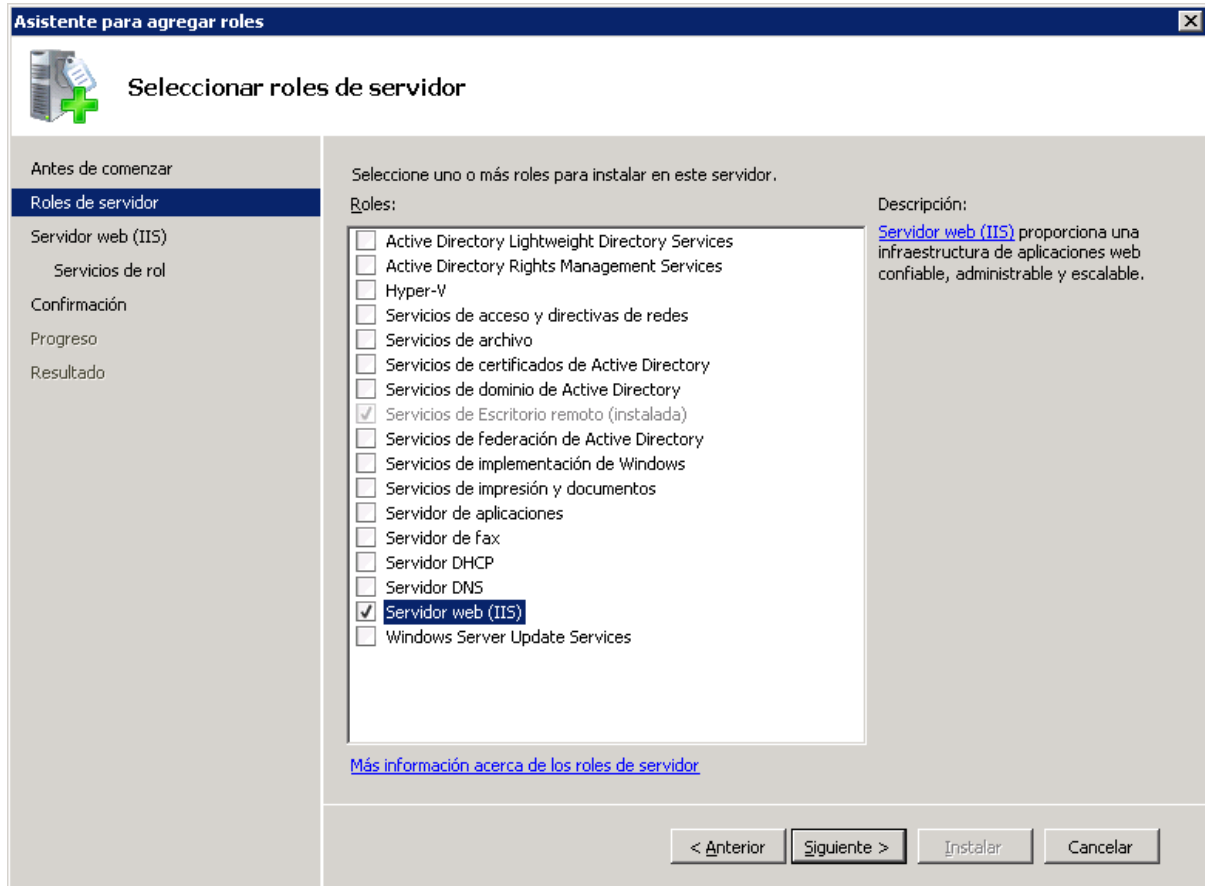 Asistente para agregar roles
Seleccionar roles de servidor
Antes de comenzar
Roles de servidor
Servidor web (IIS)
Servicios de rol
Confirmación
Progreso
Resultado
Seleccione uno o más roles para instalar en este servidor.
Roles:
Active Directory Lightweight Directory Services
Active Directory Rights Management Services
Hyper-V
Servicios de acceso y directivas de redes
Servicios de archivo
Servicios de certificados de Active Directory
Servicios de dominio de Active Directory
Servicios de Escritorio remoto (instalada)
Servicios de federación de Active Directory
Servicios de implementación de Windows
Servicios de impresión y documentos
Servidor de aplicaciones
Servidor de fax
Servidor DHCP
Servidor DNS
Servidor web (IIS)
Windows Server Update Services
Más información acerca de los roles de servidor
Descripción:
Servidor web (IIS) proporciona una
infraestructura de aplicaciones web
confiable, administrable y escalable.
< Anterior
Siguiente >
Instalar
Cancelar